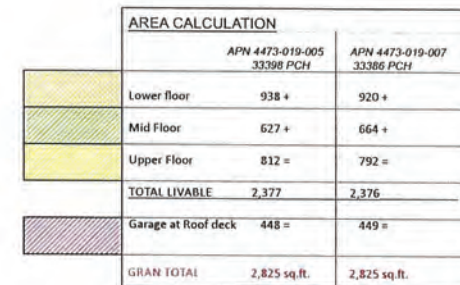 AREA CALCULATION
APN 4473-019-005 APN 4473-019-007
33398 PCH 33386 PCH
Lower floor 938 + 920 +
Mid Floor 627 + 664 +
Upper Floor 812 = 792 =
TOTAL LIVABLE 2,377 2,376
Garage at Roof deck 448 = 449 =
GRAN TOTAL 2,825 sq.ft. 2,825 sq.ft.